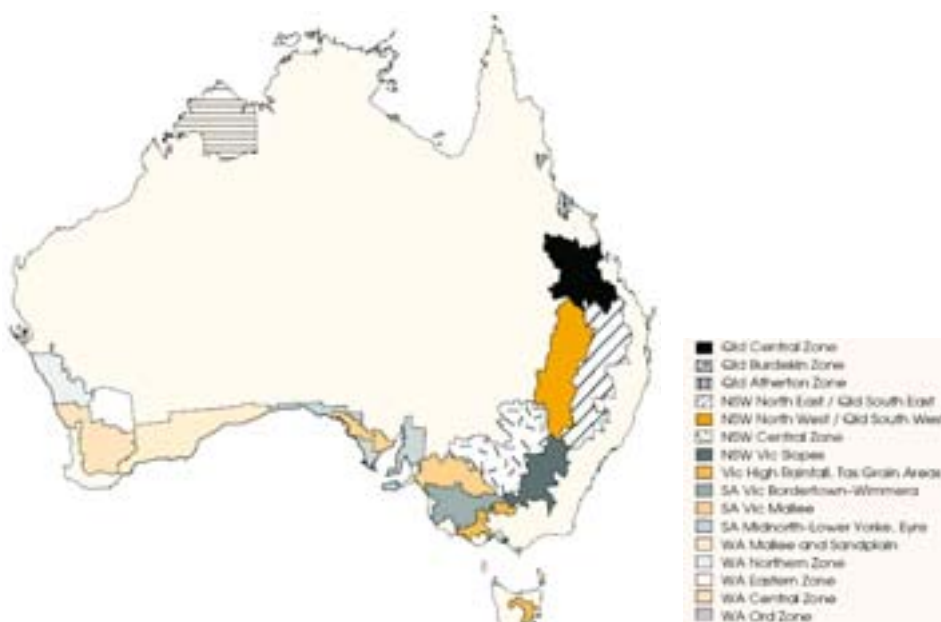 Qld Central Zone
Qld Burdekin Zone
Qld Atherton Zone
NSW North East / Qld South East
NSW North West / Qld South West
NSW Central Zone
NSW Vic Slopes
Vic High Rainfall, Tas Grain Areas
SA Vic Bordertown-Wimmera
SA Vic Mallee
SA Midnorth-Lower Yorke, Eyre
WA Mallee and Sandplain
WA Northern Zone
WA Eastern Zone
WA Central Zone
WA Ord Zone